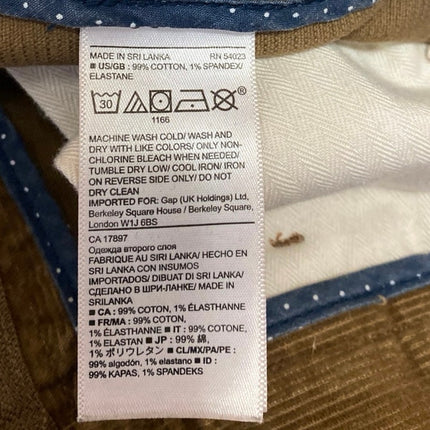 MADE IN SRI LANKA RN 54023
■ US/GB : 99% COTTON, 1% SPANDEX/
ELASTANE
30
1166
MACHINE WASH COLD/ WASH AND
DRY WITH LIKE COLORS/ ONLY NON-
CHLORINE BLEACH WHEN NEEDED/
TUMBLE DRY LOW/ COOL IRON/ IRON
ON REVERSE SIDE ONLY/ DO NOT
DRY CLEAN
IMPORTED FOR: Gap (UK Holdings) Ltd,
Berkeley Square House / Berkeley Square,
London W1J 6BS
CA 17897
Одежда второго слоя
FABRIQUE AU SRI LANKA/ HECHO EN
SRI LANKA CON INSUMOS
IMPORTADOS/ DIBUAT DI SRI LANKA/
СДЕЛАНО В ШРИ-ЛАНКЕ/ MADE IN
SRILANKA
■ CA : 99% COTON, 1% ÉLASTHANNE
■ FR/MA : 99% COTON, 1%
ÉLASTHANNE ■ IT : 99% COTONE,
1% ELASTAN ■ JP : 99% 綿,
1% ポリウレタン ■ CL/MX/PA/PE :
99% algodón, 1% elastano ■ ID :
99% KAPAS, 1% SPANDEKS